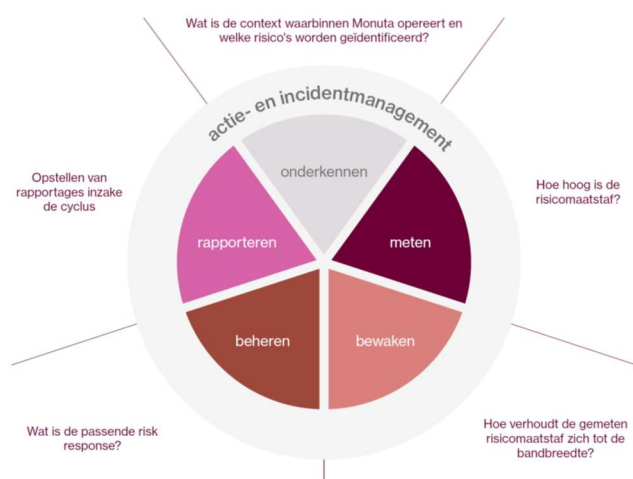 Wat is de context waarbinnen Monuta opereert en
welke risico's worden geïdentificeerd?
actie- en incidentmanagement
onderkennen
Opstellen van
rapportages inzake
de cyclus
Hoe hoog is de
risicomaatstaf?
rapporteren
meten
beheren
bewaken
Wat is de passende risk
response?
Hoe verhoudt de gemeten
risicomaatstaf zich tot de
bandbreedte?